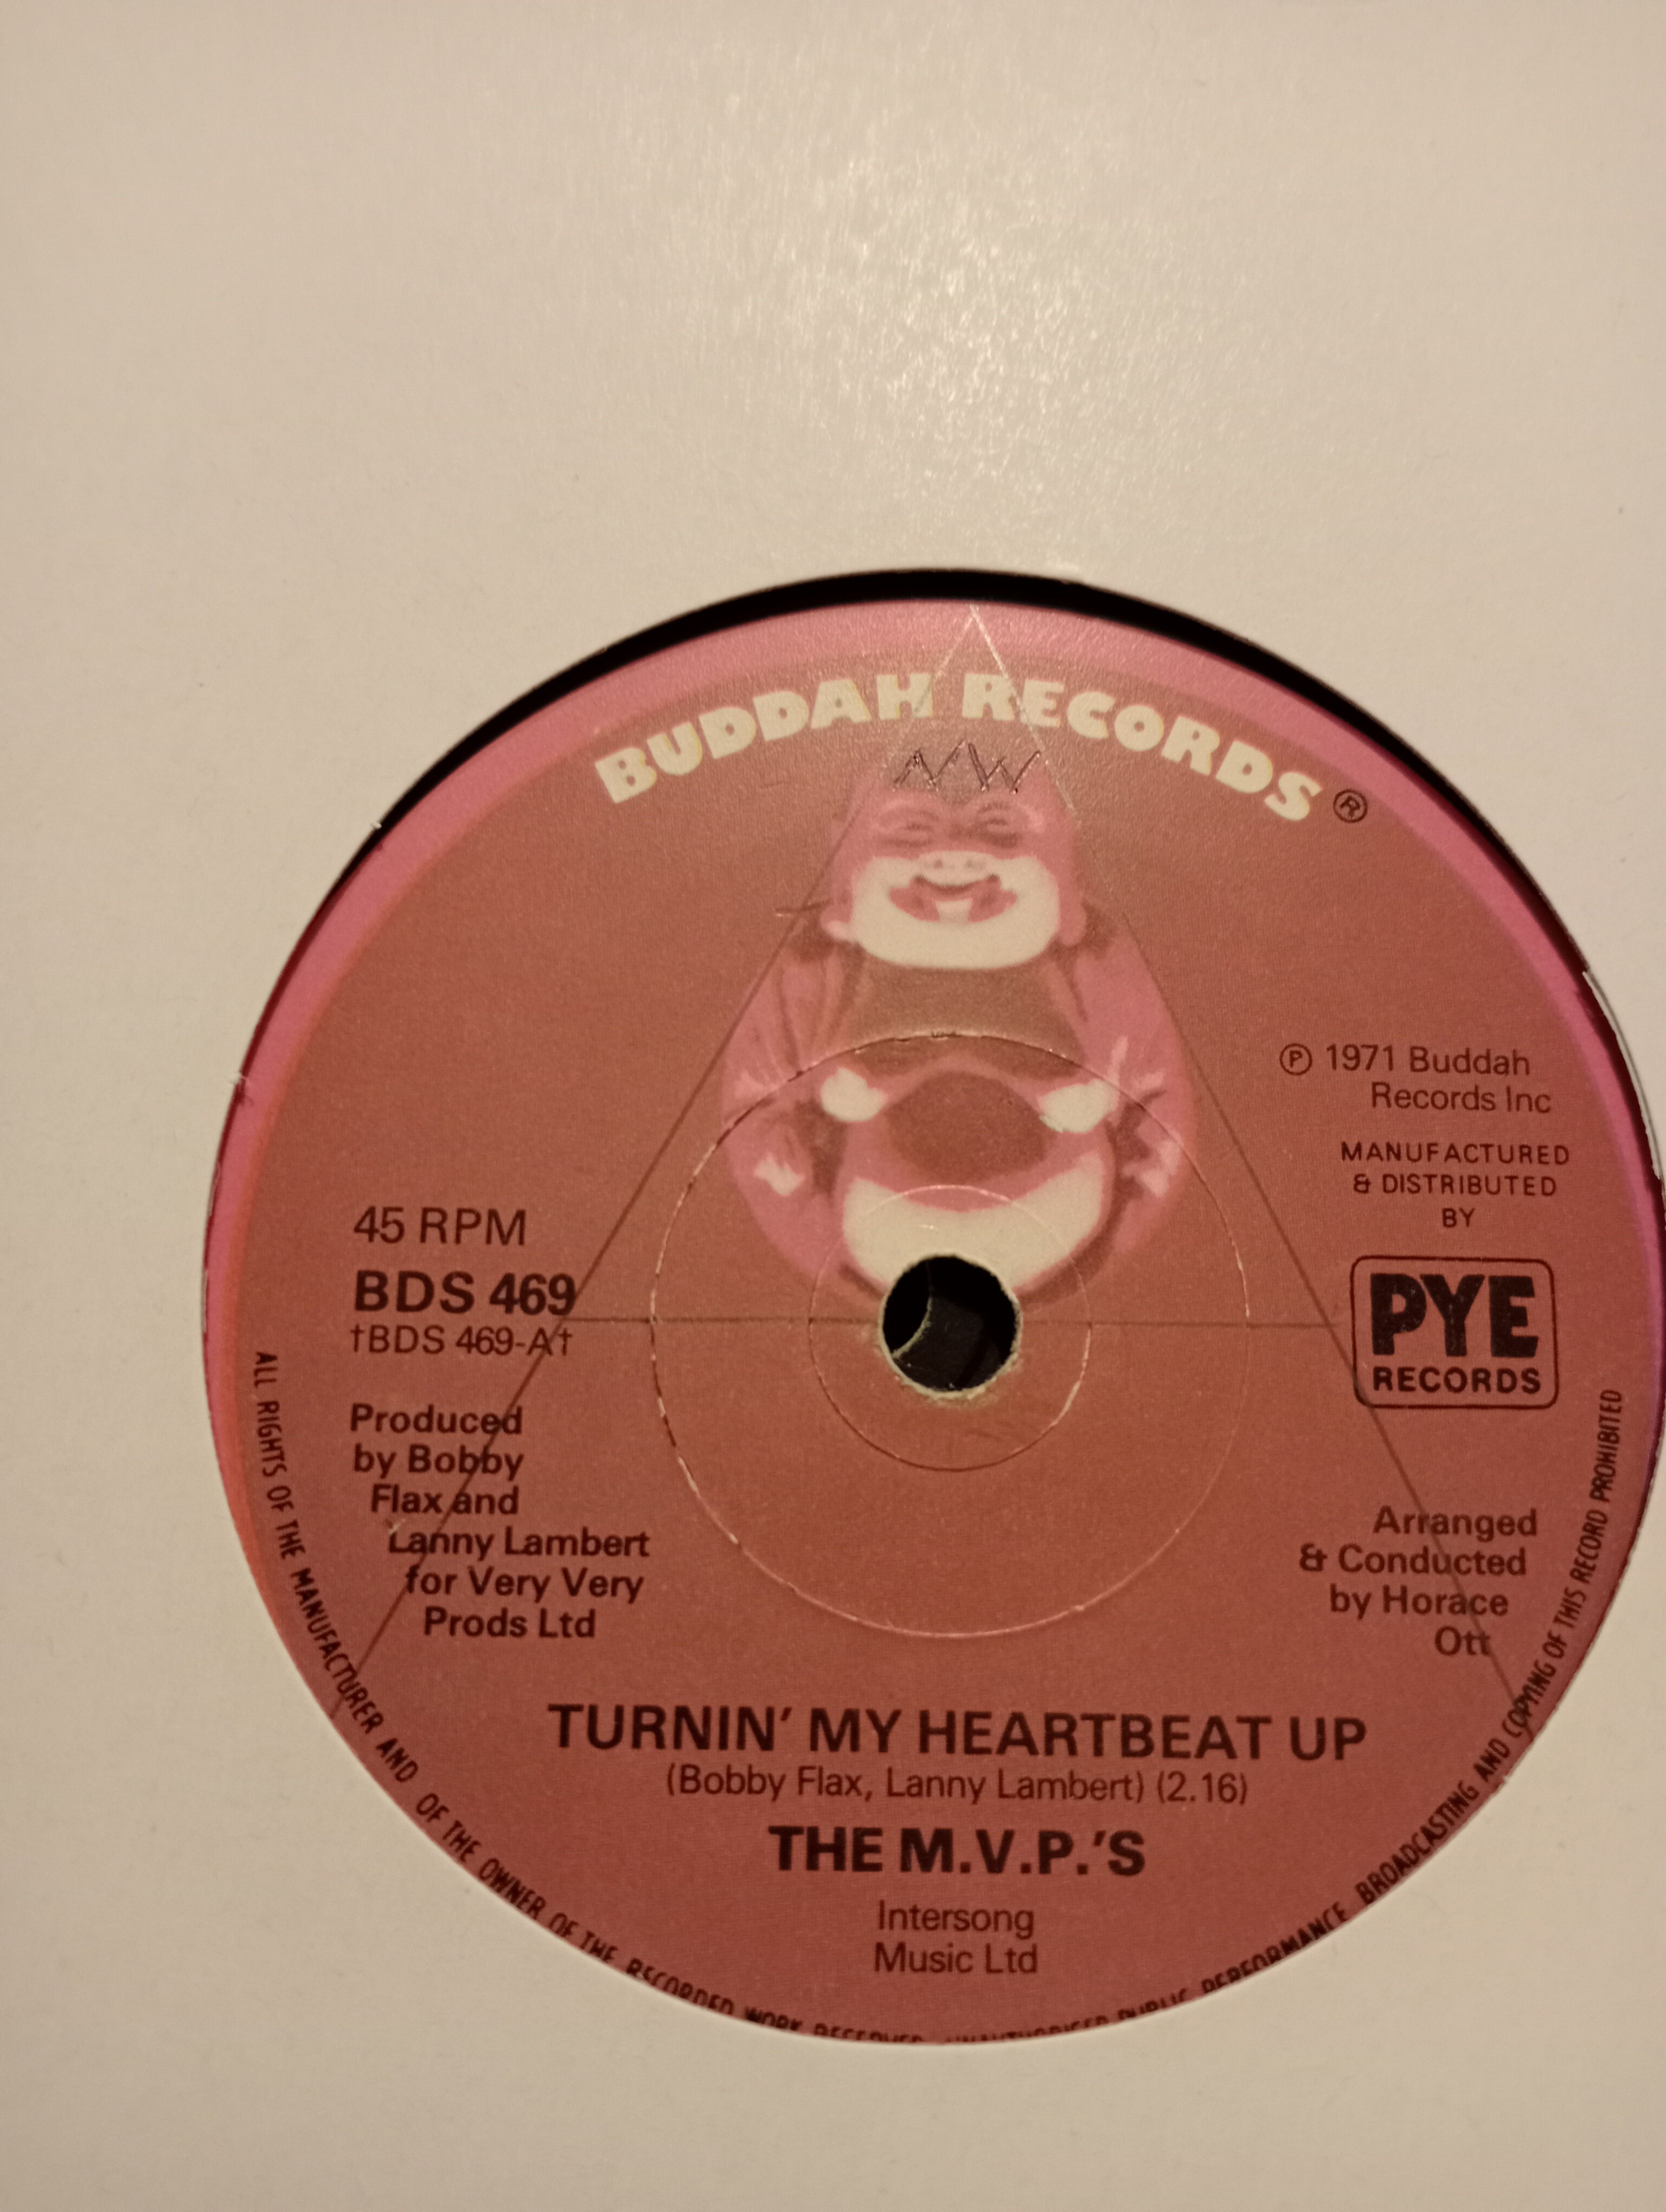 BUDDAH RECORDS ®
NW
℗ 1971 Buddah
Records Inc
MANUFACTURED
& DISTRIBUTED
BY
PYE
RECORDS
45 RPM
BDS 469
†BDS 469-A†
Produced
by Bobby
Flax and
Lanny Lambert
for Very Very
Prods Ltd
Arranged
& Conducted
by Horace
Ott
TURNIN' MY HEARTBEAT UP
(Bobby Flax, Lanny Lambert) (2.16)
THE M.V.P.'S
Intersong
Music Ltd
ALL RIGHTS OF THE MANUFACTURER AND OF THE OWNER OF THE RECORDED WORK RESERVED UNAUTHORISED PUBLIC PERFORMANCE BROADCASTING AND COPYING OF THIS RECORD PROHIBITED